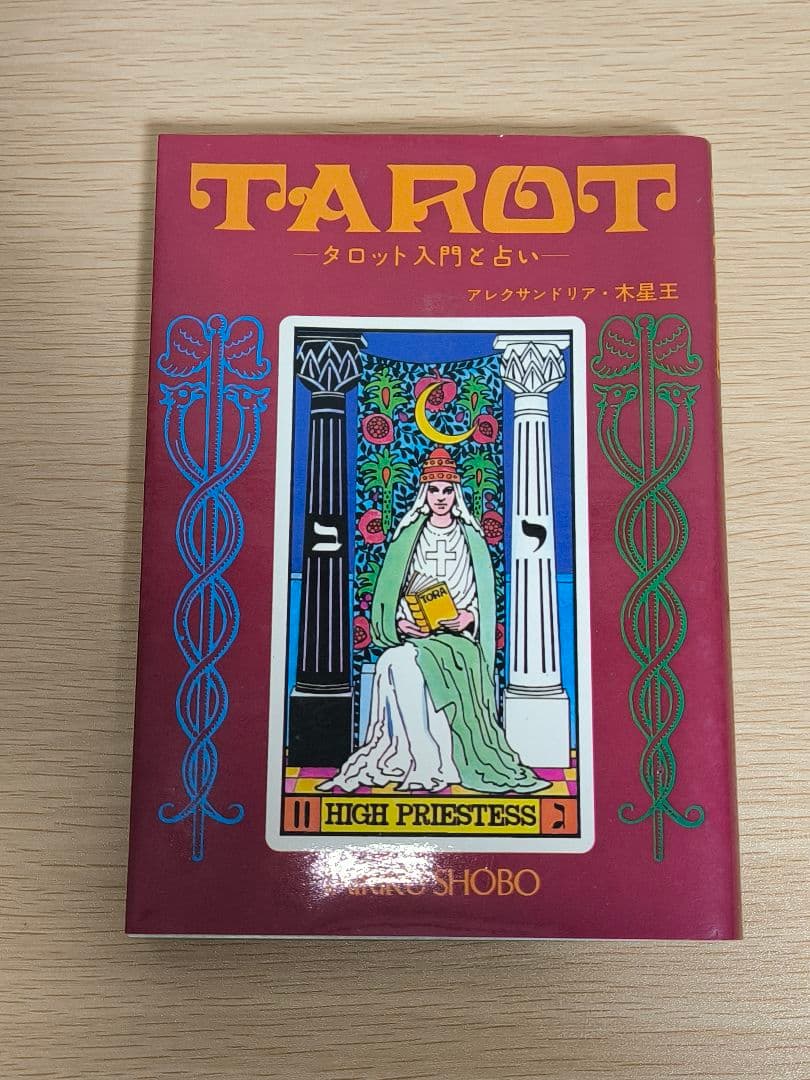 TAROT
―タロット入門と占い―
アレクサンドリア・木星王
ב
י
TORA
II HIGH PRIESTESS ג
SHOBO